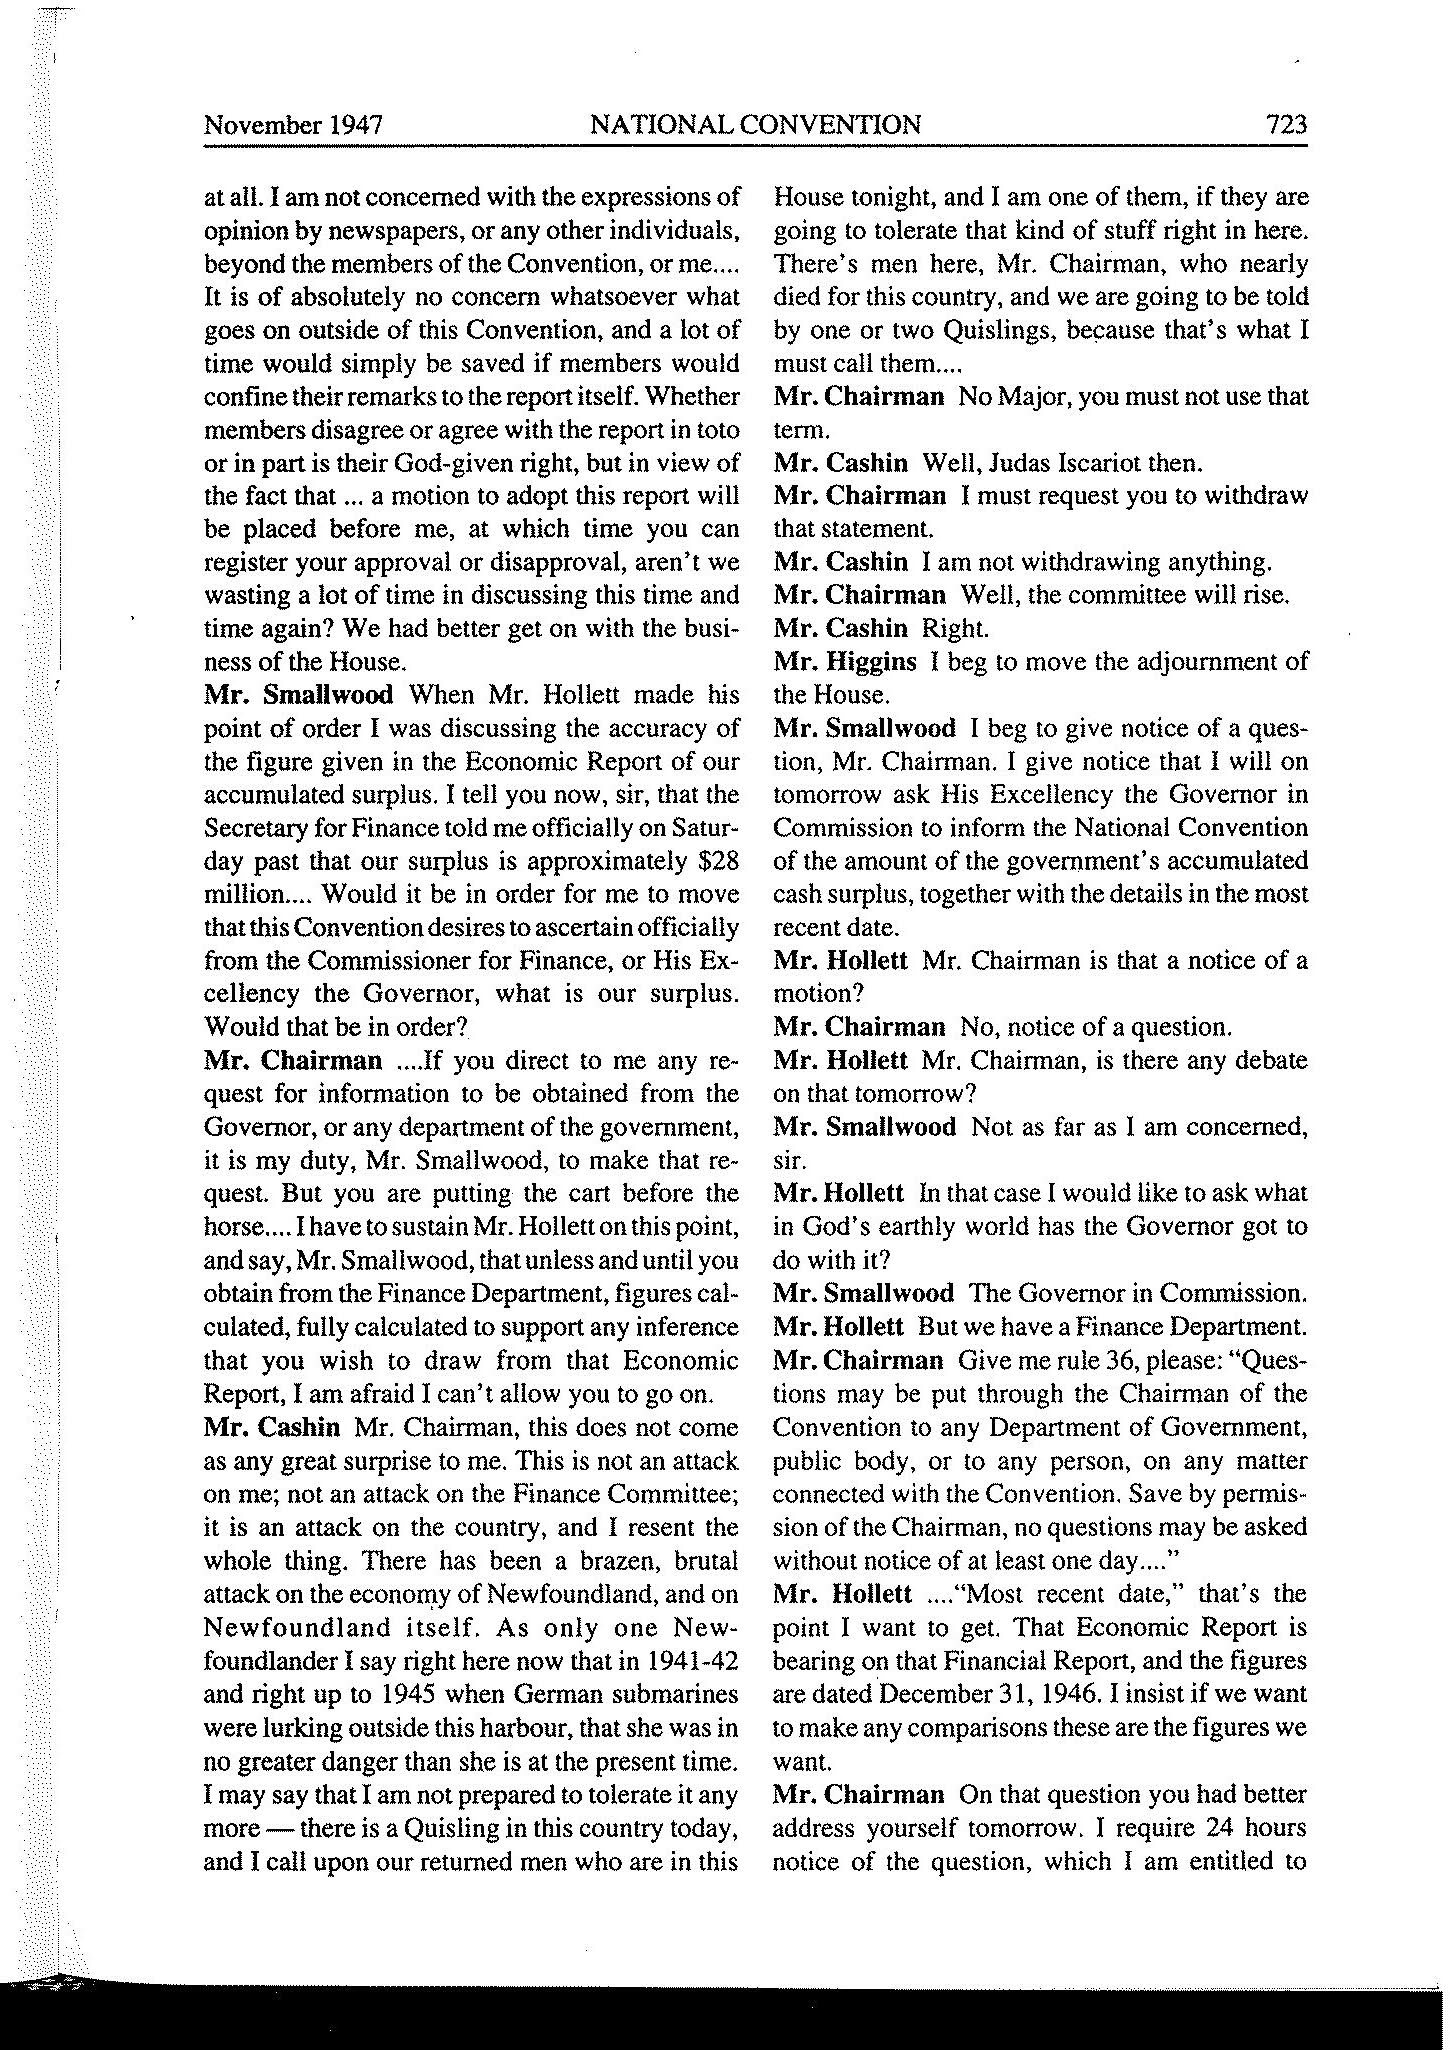 November 1947 NATIONAL CONVENTION 723
at all. I am not concerned with the expressions of
opinion by newspapers, or any other individuals,
beyond the members of the Convention, or me....
It is of absolutely no concern whatsoever what
goes on outside of this Convention, and a lot of
time would simply be saved if members would
confine their remarks to the report itself. Whether
members disagree or agree with the report in toto
or in part is their God-given right, but in view of
the fact that ... a motion to adopt this report will
be placed before me, at which time you can
register your approval or disapproval, aren't we
wasting a lot of time in discussing this time and
time again? We had better get on with the busi-
ness of the House.
Mr. Smallwood When Mr. Hollett made his
point of order I was discussing the accuracy of
the figure given in the Economic Report of our
accumulated surplus. I tell you now, sir, that the
Secretary for Finance told me officially on Satur-
day past that our surplus is approximately $28
million.... Would it be in order for me to move
that this Convention desires to ascertain officially
from the Commissioner for Finance, or His Ex-
cellency the Governor, what is our surplus.
Would that be in order?
Mr. Chairman ....If you direct to me any re-
quest for information to be obtained from the
Governor, or any department of the government,
it is my duty, Mr. Smallwood, to make that re-
quest. But you are putting the cart before the
horse.... I have to sustain Mr. Hollett on this point,
and say, Mr. Smallwood, that unless and until you
obtain from the Finance Department, figures cal-
culated, fully calculated to support any inference
that you wish to draw from that Economic
Report, I am afraid I can't allow you to go on.
Mr. Cashin Mr. Chairman, this does not come
as any great surprise to me. This is not an attack
on me; not an attack on the Finance Committee;
it is an attack on the country, and I resent the
whole thing. There has been a brazen, brutal
attack on the economy of Newfoundland, and on
Newfoundland itself. As only one New-
foundlander I say right here now that in 1941-42
and right up to 1945 when German submarines
were lurking outside this harbour, that she was in
no greater danger than she is at the present time.
I may say that I am not prepared to tolerate it any
more — there is a Quisling in this country today,
and I call upon our returned men who are in this
House tonight, and I am one of them, if they are
going to tolerate that kind of stuff right in here.
There's men here, Mr. Chairman, who nearly
died for this country, and we are going to be told
by one or two Quislings, because that's what I
must call them....
Mr. Chairman No Major, you must not use that
term.
Mr. Cashin Well, Judas Iscariot then.
Mr. Chairman I must request you to withdraw
that statement.
Mr. Cashin I am not withdrawing anything.
Mr. Chairman Well, the committee will rise.
Mr. Cashin Right.
Mr. Higgins I beg to move the adjournment of
the House.
Mr. Smallwood I beg to give notice of a ques-
tion, Mr. Chairman. I give notice that I will on
tomorrow ask His Excellency the Governor in
Commission to inform the National Convention
of the amount of the government's accumulated
cash surplus, together with the details in the most
recent date.
Mr. Hollett Mr. Chairman is that a notice of a
motion?
Mr. Chairman No, notice of a question.
Mr. Hollett Mr. Chairman, is there any debate
on that tomorrow?
Mr. Smallwood Not as far as I am concerned,
sir.
Mr. Hollett In that case I would like to ask what
in God's earthly world has the Governor got to
do with it?
Mr. Smallwood The Governor in Commission.
Mr. Hollett But we have a Finance Department.
Mr. Chairman Give me rule 36, please: “Ques-
tions may be put through the Chairman of the
Convention to any Department of Government,
public body, or to any person, on any matter
connected with the Convention. Save by permis-
sion of the Chairman, no questions may be asked
without notice of at least one day....”
Mr. Hollett ....“Most recent date,” that's the
point I want to get. That Economic Report is
bearing on that Financial Report, and the figures
are dated December 31, 1946. I insist if we want
to make any comparisons these are the figures we
want.
Mr. Chairman On that question you had better
address yourself tomorrow. I require 24 hours
notice of the question, which I am entitled to